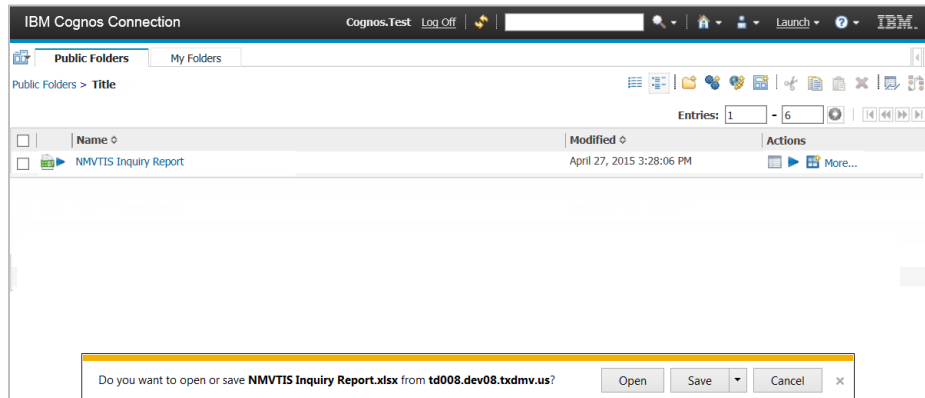 IBM Cognos Connection Cognos.Test Log Off Launch IBM.
Public Folders My Folders
Public Folders > Title
Entries: 1 - 6
Name Modified Actions
NMVTIS Inquiry Report April 27, 2015 3:28:06 PM More...
Do you want to open or save NMVTIS Inquiry Report.xlsx from td008.dev08.txdmv.us? Open Save Cancel